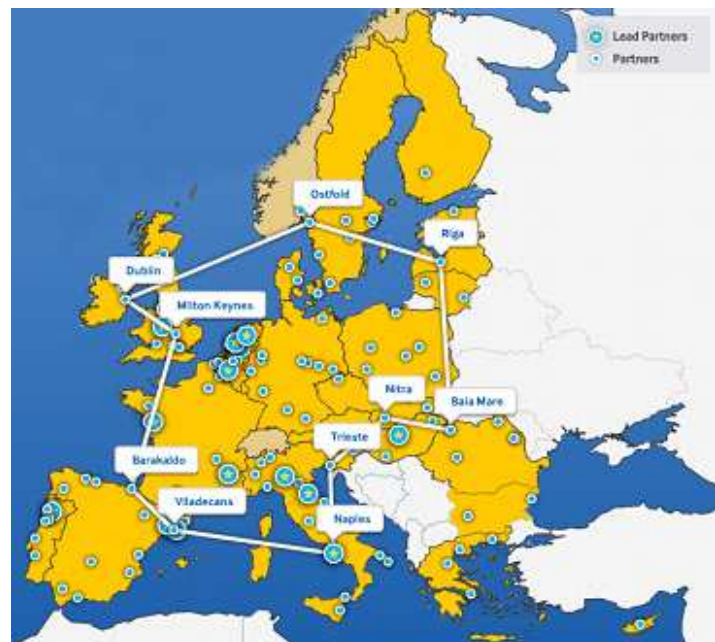 Lead Partners
Partners
Ostfold
Riga
Dublin
Milton Keynes
Nitra
Baia Mare
Trieste
Barakaldo
Viladecans
Naples